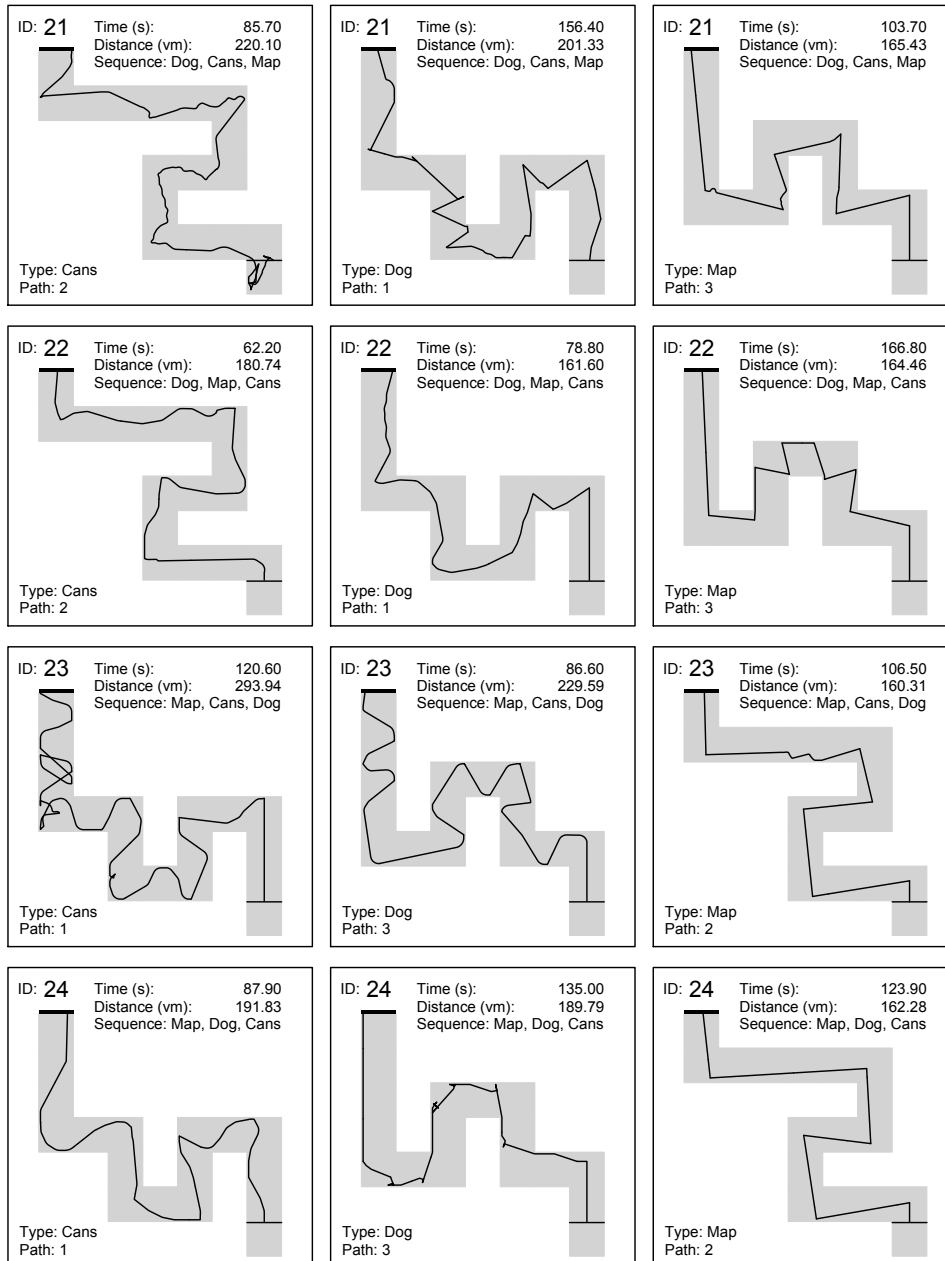 ID: 21 Time (s): 85.70
Distance (vm): 220.10
Sequence: Dog, Cans, Map
Type: Cans
Path: 2
ID: 21 Time (s): 156.40
Distance (vm): 201.33
Sequence: Dog, Cans, Map
Type: Dog
Path: 1
ID: 21 Time (s): 103.70
Distance (vm): 165.43
Sequence: Dog, Cans, Map
Type: Map
Path: 3
ID: 22 Time (s): 62.20
Distance (vm): 180.74
Sequence: Dog, Map, Cans
Type: Cans
Path: 2
ID: 22 Time (s): 78.80
Distance (vm): 161.60
Sequence: Dog, Map, Cans
Type: Dog
Path: 1
ID: 22 Time (s): 166.80
Distance (vm): 164.46
Sequence: Dog, Map, Cans
Type: Map
Path: 3
ID: 23 Time (s): 120.60
Distance (vm): 293.94
Sequence: Map, Cans, Dog
Type: Cans
Path: 1
ID: 23 Time (s): 86.60
Distance (vm): 229.59
Sequence: Map, Cans, Dog
Type: Dog
Path: 3
ID: 23 Time (s): 106.50
Distance (vm): 160.31
Sequence: Map, Cans, Dog
Type: Map
Path: 2
ID: 24 Time (s): 87.90
Distance (vm): 191.83
Sequence: Map, Dog, Cans
Type: Cans
Path: 1
ID: 24 Time (s): 135.00
Distance (vm): 189.79
Sequence: Map, Dog, Cans
Type: Dog
Path: 3
ID: 24 Time (s): 123.90
Distance (vm): 162.28
Sequence: Map, Dog, Cans
Type: Map
Path: 2